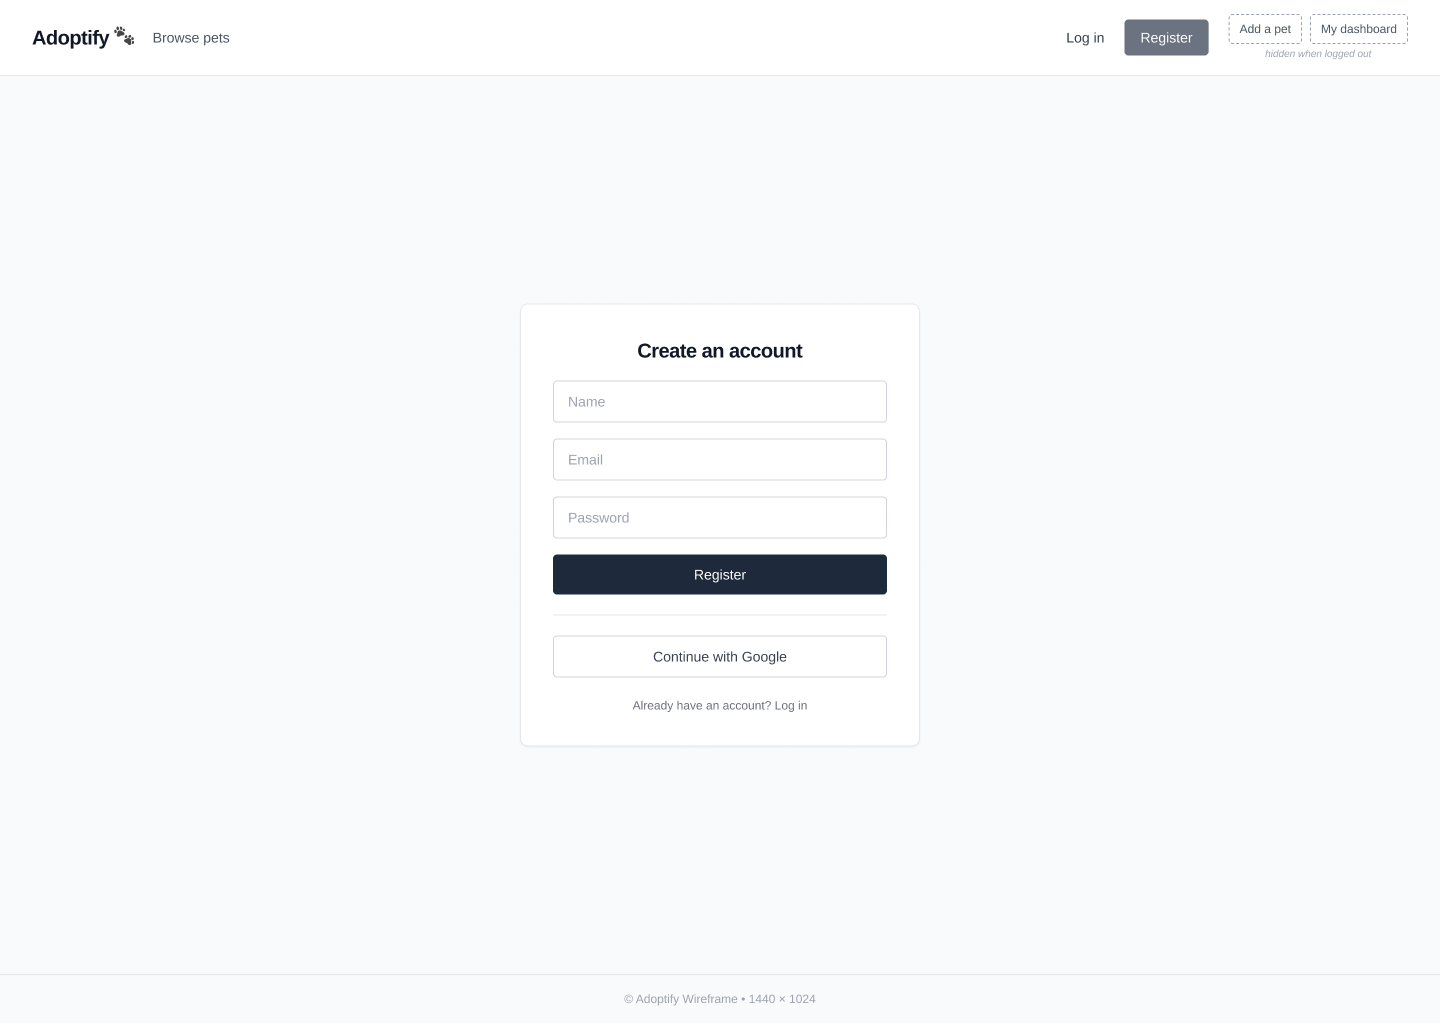 Adoptify
Browse pets
Log in
Register
Add a pet
My dashboard
hidden when logged out
Create an account
Name
Email
Password
Register
Continue with Google
Already have an account? Log in
© Adoptify Wireframe • 1440 × 1024